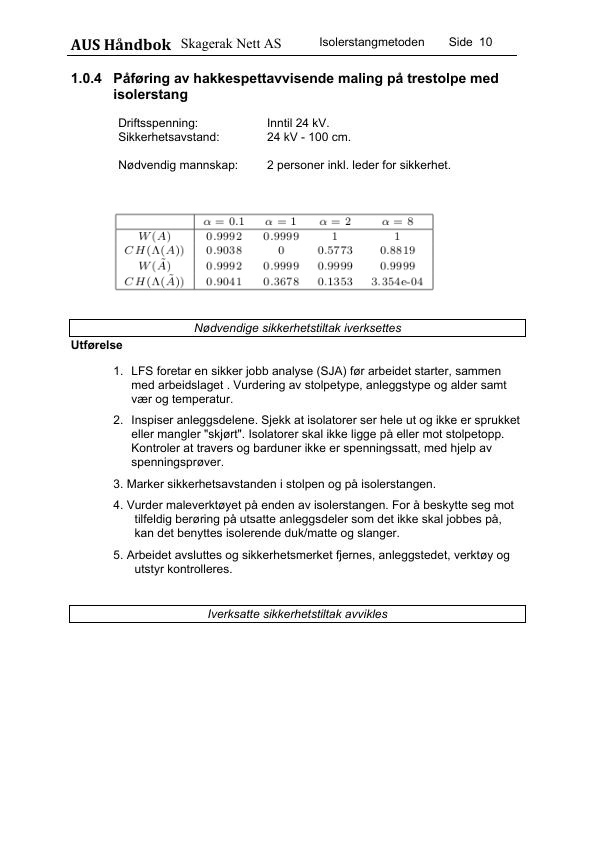 AUS Håndbok Skagerak Nett AS Isolerstangmetoden Side 10
1.0.4 Påføring av hakkespettavvisende maling på trestolpe med
isolerstang
Driftsspenning: Inntil 24 kV.
Sikkerhetsavstand: 24 kV - 100 cm.
Nødvendig mannskap: 2 personer inkl. leder for sikkerhet.
α = 0.1 α = 1 α = 2 α = 8
W(A) 0.9992 0.9999 1 1
CH(Λ(A)) 0.9038 0 0.5773 0.8819
W(Ã) 0.9992 0.9999 0.9999 0.9999
CH(Λ(Ã)) 0.9041 0.3678 0.1353 3.354e-04
Nødvendige sikkerhetstiltak iverksettes
Utførelse
1. LFS foretar en sikker jobb analyse (SJA) før arbeidet starter, sammen
med arbeidslaget . Vurdering av stolpetype, anleggstype og alder samt
vær og temperatur.
2. Inspiser anleggsdelene. Sjekk at isolatorer ser hele ut og ikke er sprukket
eller mangler "skjørt". Isolatorer skal ikke ligge på eller mot stolpetopp.
Kontroler at travers og barduner ikke er spenningssatt, med hjelp av
spenningsprøver.
3. Marker sikkerhetsavstanden i stolpen og på isolerstangen.
4. Vurder maleverktøyet på enden av isolerstangen. For å beskytte seg mot
tilfeldig berøring på utsatte anleggsdeler som det ikke skal jobbes på,
kan det benyttes isolerende duk/matte og slanger.
5. Arbeidet avsluttes og sikkerhetsmerket fjernes, anleggstedet, verktøy og
utstyr kontrolleres.
Iverksatte sikkerhetstiltak avvikles